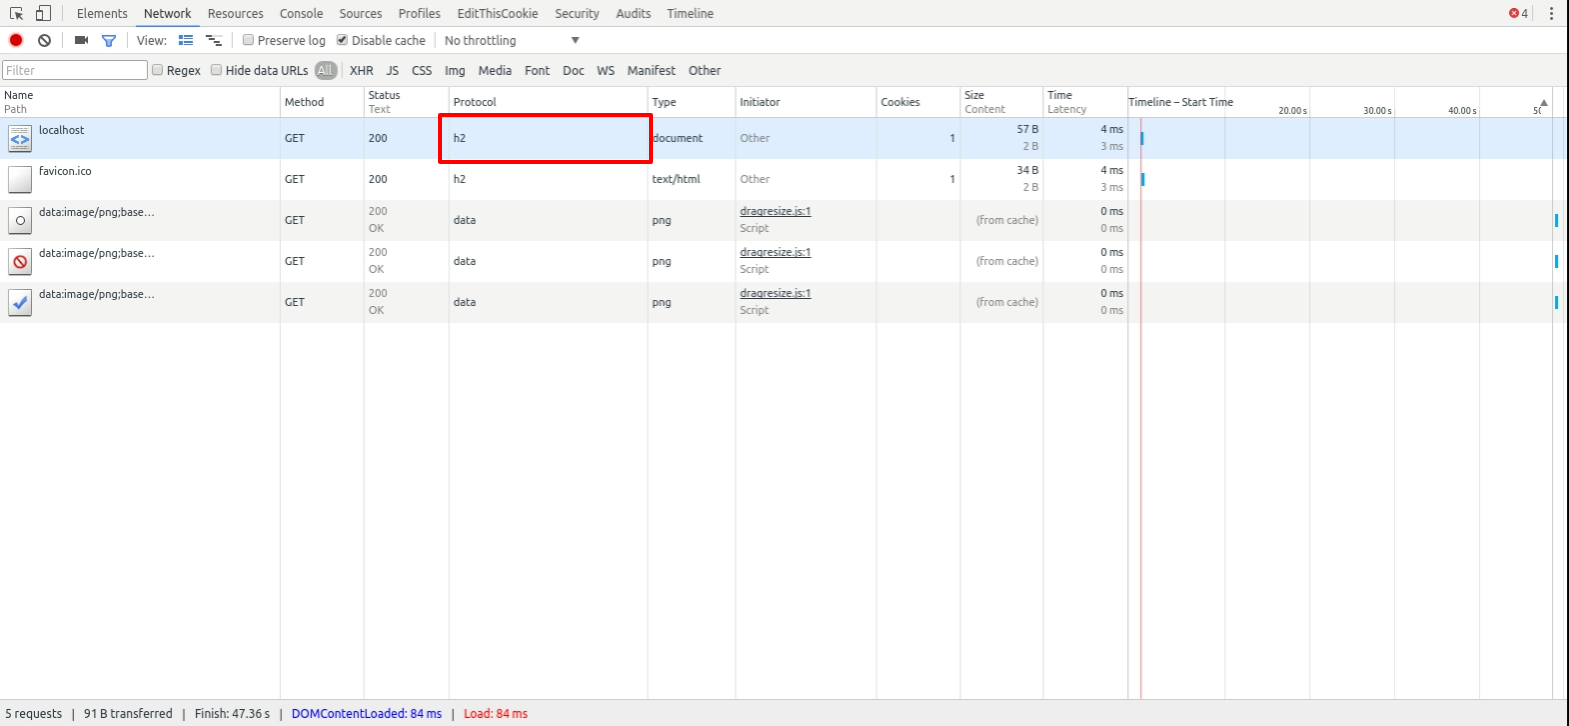 Elements Network Resources Console Sources Profiles EditThisCookie Security Audits Timeline 4
View: Preserve log Disable cache No throttling
Filter Regex Hide data URLs All XHR JS CSS Img Media Font Doc WS Manifest Other
Name Status Size Time
Method Protocol Type Initiator Cookies Timeline – Start Time
Path Text Content Latency 20.00 s 30.00 s 40.00 s 50
localhost 57 B 4 ms
GET 200 h2 document Other 1
2 B 3 ms
favicon.ico 34 B 4 ms
GET 200 h2 text/html Other 1
2 B 3 ms
data:image/png;base... 200 dragresize.js:1 0 ms
GET data png (from cache)
OK Script 0 ms
data:image/png;base... 200 dragresize.js:1 0 ms
GET data png (from cache)
OK Script 0 ms
data:image/png;base... 200 dragresize.js:1 0 ms
GET data png (from cache)
OK Script 0 ms
5 requests | 91 B transferred | Finish: 47.36 s | DOMContentLoaded: 84 ms | Load: 84 ms